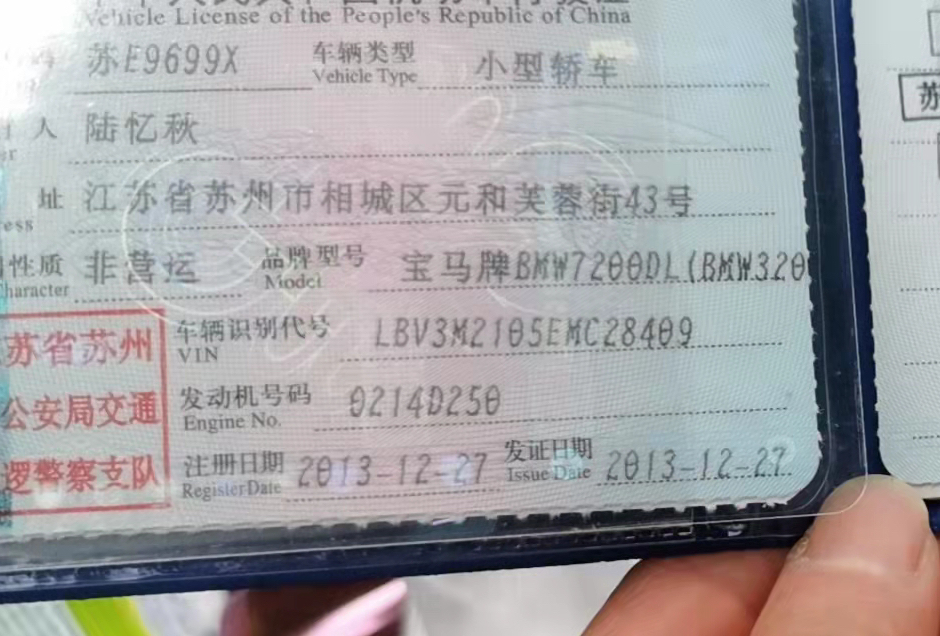 Vehicle License of the People's Republic of China
苏E9699X 车辆类型 Vehicle Type 小型轿车
人 陆忆秋
址 江苏省苏州市相城区元和芙蓉街43号
性质 Character 非营运 品牌型号 Model 宝马牌BMW7200DL(BMW320
苏省苏州 车辆识别代号 VIN LBV3M2105EMC28409
公安局交通 发动机号码 Engine No. 0214D250
逻警察支队 注册日期 Register Date 2013-12-27 发证日期 Issue Date 2013-12-27
苏